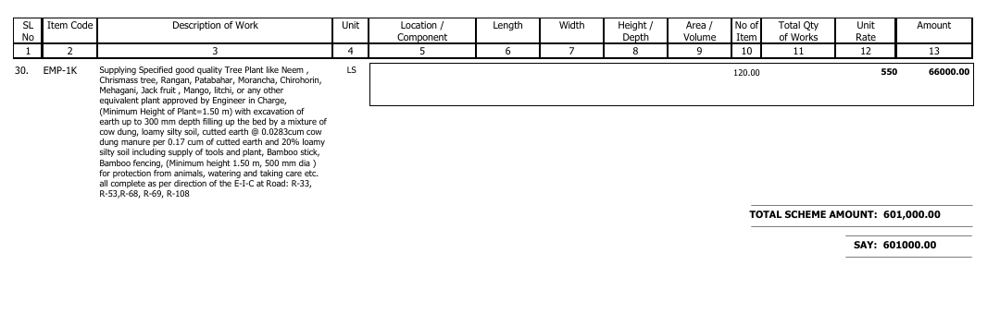 SL No Item Code Description of Work Unit Location / Component Length Width Height / Depth Area / Volume No of Item Total Qty of Works Unit Rate Amount
1 2 3 4 5 6 7 8 9 10 11 12 13
30. EMP-1K Supplying Specified good quality Tree Plant like Neem , LS 120.00 550 66000.00
Chrismass tree, Rangan, Patabahar, Morancha, Chirohorin,
Mehagani, Jack fruit , Mango, litchi, or any other
equivalent plant approved by Engineer in Charge,
(Minimum Height of Plant=1.50 m) with excavation of
earth up to 300 mm depth filling up the bed by a mixture of
cow dung, loamy silty soil, cutted earth @ 0.0283cum cow
dung manure per 0.17 cum of cutted earth and 20% loamy
silty soil including supply of tools and plant, Bamboo stick,
Bamboo fencing, (Minimum height 1.50 m, 500 mm dia )
for protection from animals, watering and taking care etc.
all complete as per direction of the E-I-C at Road: R-33,
R-53,R-68, R-69, R-108
TOTAL SCHEME AMOUNT: 601,000.00
SAY: 601000.00